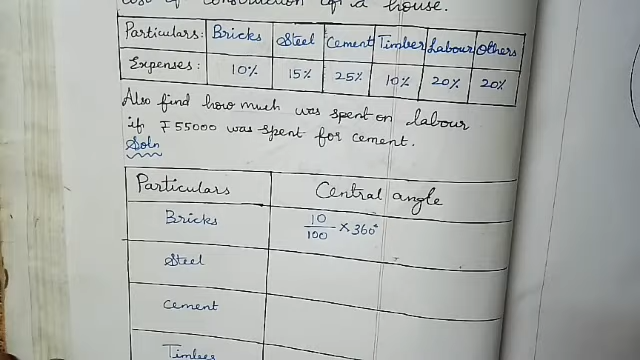 cost of construction of a house.
Particulars: Bricks Steel Cement Timber Labour Others
Expenses: 10% 15% 25% 10% 20% 20%
Also find how much was spent on labour
if ₹55000 was spent for cement.
Soln
Particulars Central angle
Bricks 10/100 × 360°
Steel
Cement
Timber